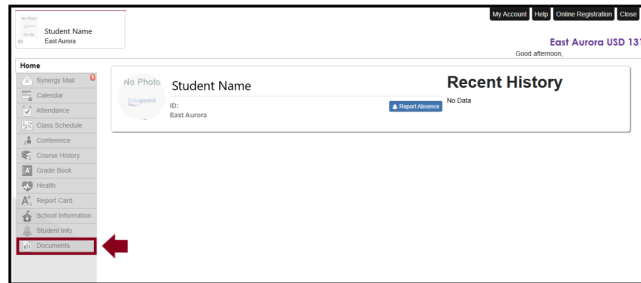 No Photo
Student Name
ID:
East Aurora
My Account Help Online Registration Close
East Aurora USD 131
Good afternoon,
Home
Synergy Mail
Calendar
Attendance
Class Schedule
Conference
Course History
Grade Book
Health
Report Card
School Information
Student Info
Documents
No Photo
Edupoint
Student Name
ID:
East Aurora
Report Absence
Recent History
No Data